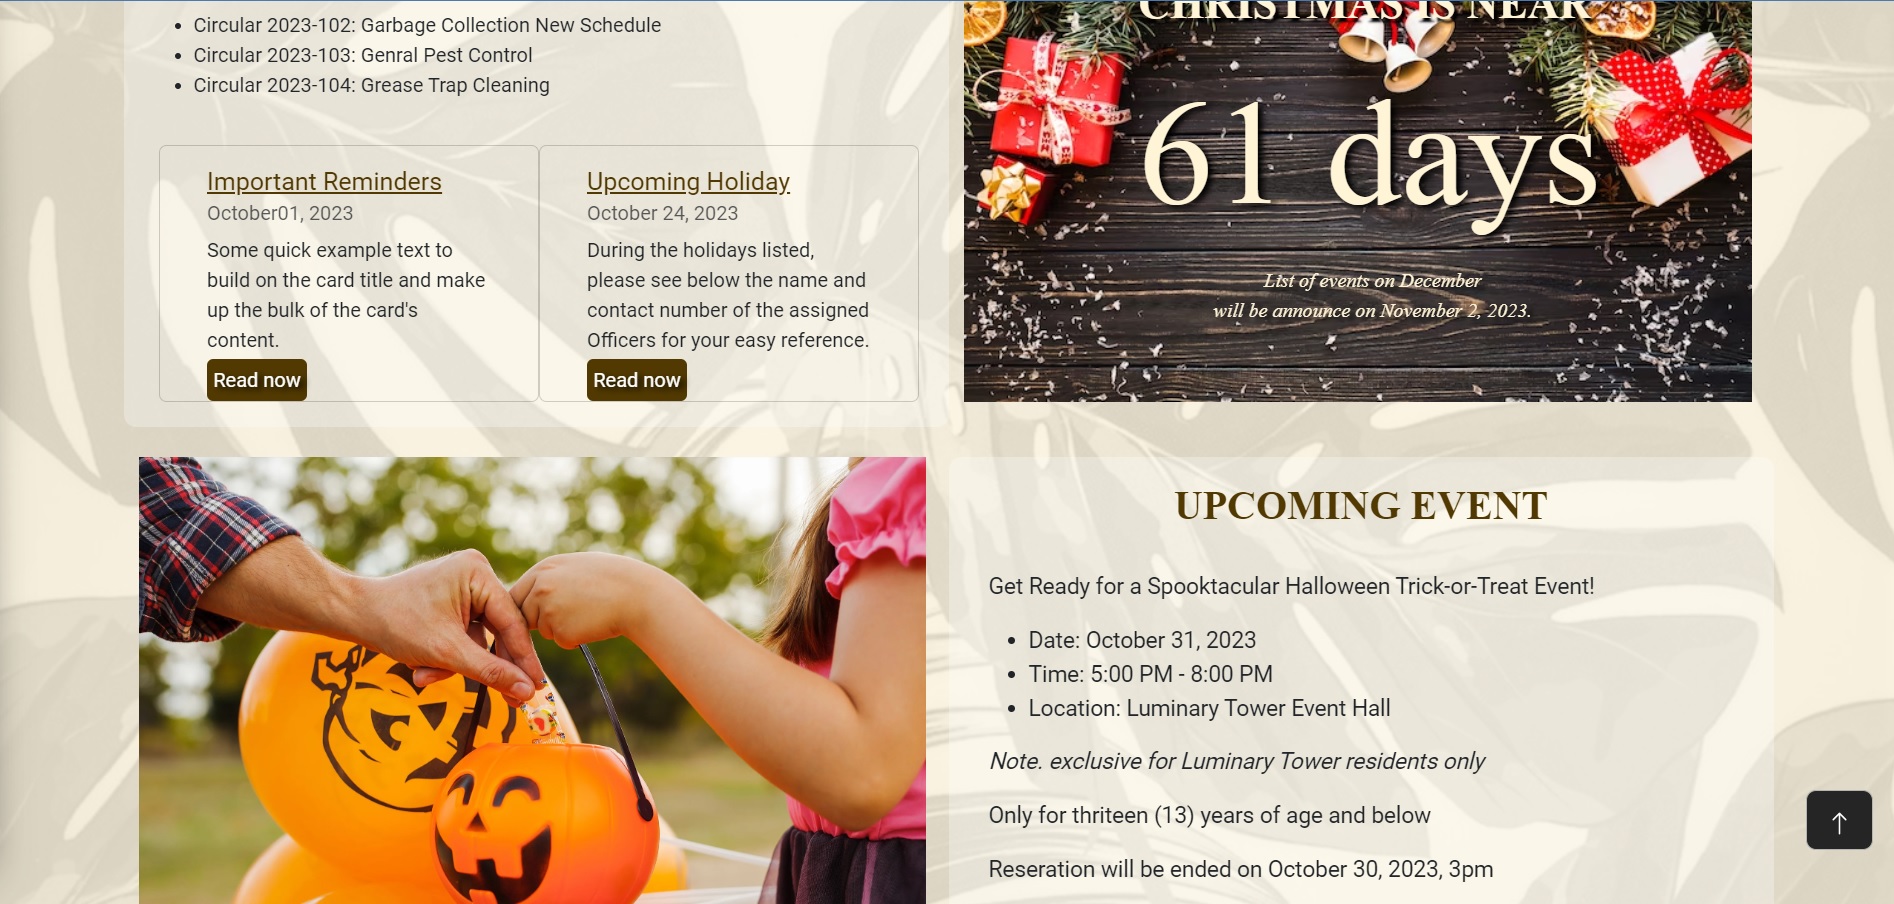 Circular 2023-102: Garbage Collection New Schedule
Circular 2023-103: Genral Pest Control
Circular 2023-104: Grease Trap Cleaning
Important Reminders
October01, 2023
Some quick example text to
build on the card title and make
up the bulk of the card's
content.
Read now
Upcoming Holiday
October 24, 2023
During the holidays listed,
please see below the name and
contact number of the assigned
Officers for your easy reference.
Read now
CHRISTMAS IS NEAR
61 days
List of events on December
will be announce on November 2, 2023.
UPCOMING EVENT
Get Ready for a Spooktacular Halloween Trick-or-Treat Event!
Date: October 31, 2023
Time: 5:00 PM - 8:00 PM
Location: Luminary Tower Event Hall
Note. exclusive for Luminary Tower residents only
Only for thriteen (13) years of age and below
Reseration will be ended on October 30, 2023, 3pm